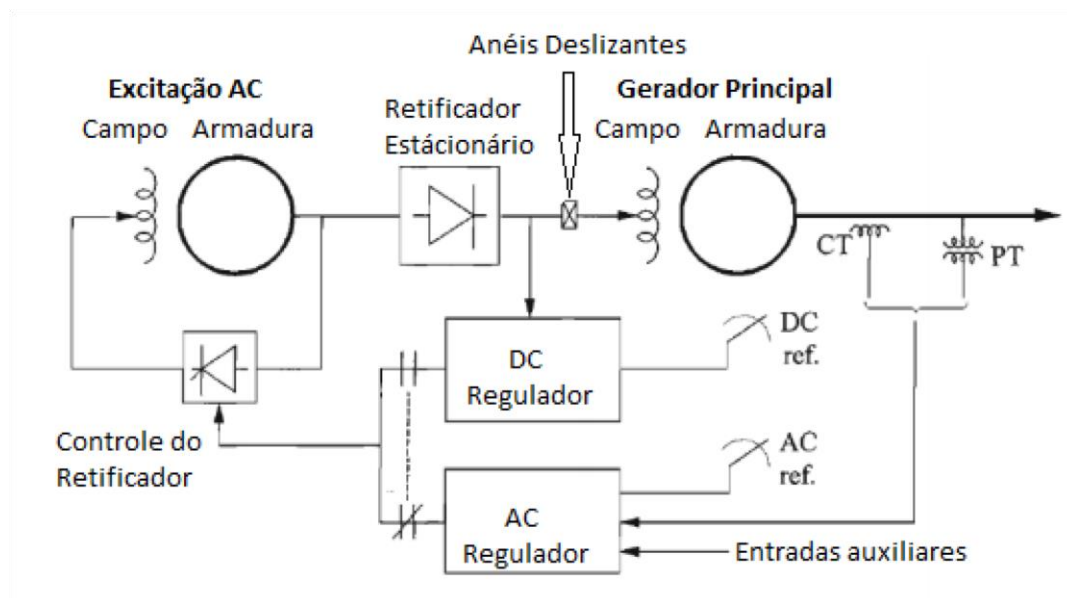 Anéis Deslizantes
Excitação AC
Campo Armadura
Retificador
Estácionário
Gerador Principal
Campo Armadura
CT
PT
DC
Regulador
DC
ref.
Controle do
Retificador
AC
Regulador
AC
ref.
Entradas auxiliares